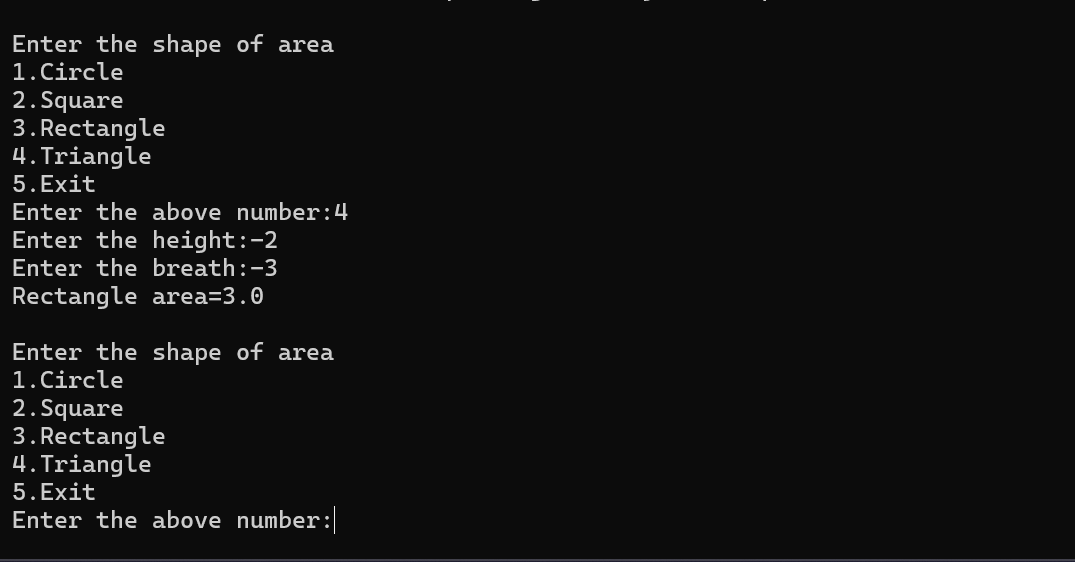 Enter the shape of area
1.Circle
2.Square
3.Rectangle
4.Triangle
5.Exit
Enter the above number:4
Enter the height:-2
Enter the breath:-3
Rectangle area=3.0
Enter the shape of area
1.Circle
2.Square
3.Rectangle
4.Triangle
5.Exit
Enter the above number: